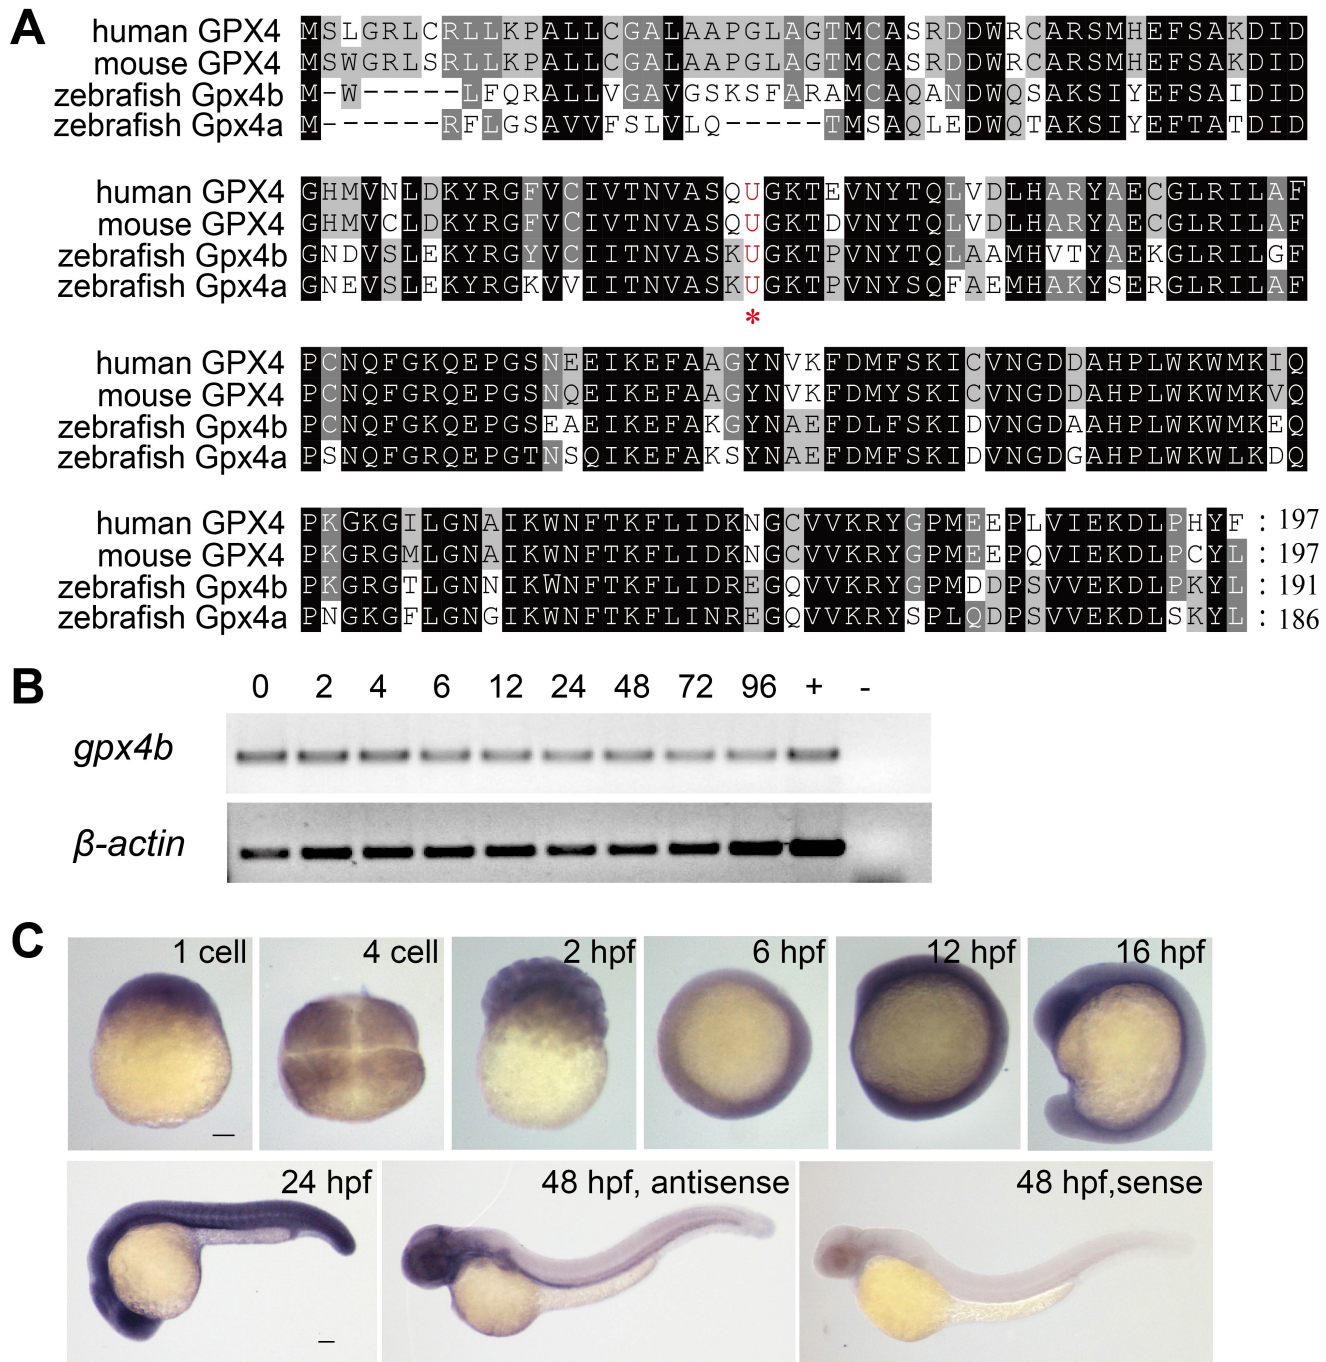 A
human GPX4 MSLGRLCRLLKPALLCGALAAPGLAGTMCASRDDWRCARSMHEFSAKDID
mouse GPX4 MSWGRLSRLLKPALLCGALAAPGLAGTMCASRDDWRCARSMHEFSAKDID
zebrafish Gpx4b M-W-----LFQRALLVGAVGSKSFARAMCAQANDWQSAKSIYEFSAIDID
zebrafish Gpx4a M------RFLGSAVVFSLVLQ-----TMSAQLEDWQTAKSIYEFTATDID
human GPX4 GHMVNLDKYRGFVCIVTNVASQUGKTEVNYTQLVDLHARYAECGLRILAF
mouse GPX4 GHMVCLDKYRGFVCIVTNVASQUGKTDVNYTQLVDLHARYAECGLRILAF
zebrafish Gpx4b GNDVSLEKYRGYVCIITNVASKUGKTPVNYTQLAAMHVTYAEKGLRILGF
zebrafish Gpx4a GNEVSLEKYRGKVVIITNVASKUGKTPVNYSQFAEMHAKYSERGLRILAF
*
human GPX4 PCNQFGKQEPGSNEEIKEFAAGYNVKFDMFSKICVNGDDAHPLWKWMKIQ
mouse GPX4 PCNQFGRQEPGSNQEIKEFAAGYNVKFDMYSKICVNGDDAHPLWKWMKVQ
zebrafish Gpx4b PCNQFGKQEPGSEAEIKEFAKGYNAEFDLFSKIDVNGDAAHPLWKWMKEQ
zebrafish Gpx4a PSNQFGRQEPGTNSQIKEFAKSYNAEFDMFSKIDVNGDGAHPLWKWLKDQ
human GPX4 PKGKGILGNAIKWNFTKFLIDKNGCVVKRYGPMEEPLVIEKDLPHYF : 197
mouse GPX4 PKGRGMLGNAIKWNFTKFLIDKNGCVVKRYGPMEEPQVIEKDLPCYL : 197
zebrafish Gpx4b PKGRGTLGNNIKWNFTKFLIDREGQVVKRYGPMDDPSVVEKDLPKYL : 191
zebrafish Gpx4a PNGKGFLGNGIKWNFTKFLINREGQVVKRYSPLQDPSVVEKDLSKYL : 186
B
0 2 4 6 12 24 48 72 96 + -
gpx4b
β-actin
C
1 cell 4 cell 2 hpf 6 hpf 12 hpf 16 hpf
24 hpf 48 hpf, antisense 48 hpf,sense